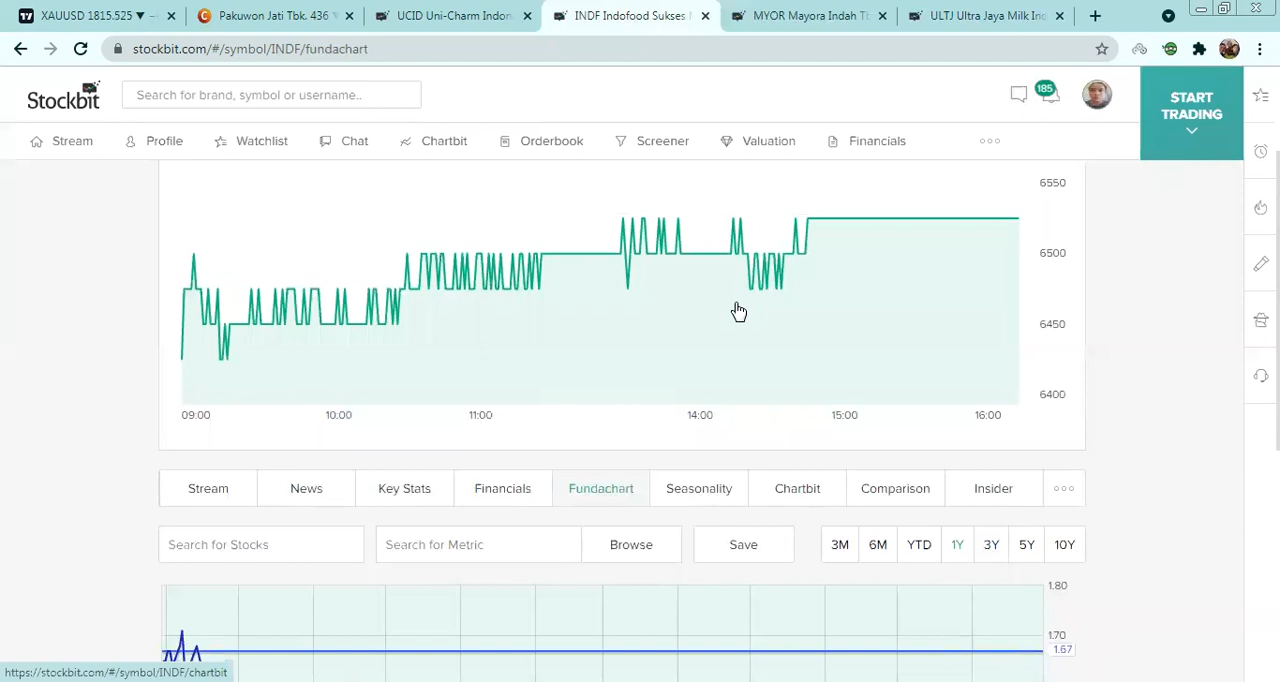 XAUUSD 1815.525 ▼
Pakuwon Jati Tbk. 436 ▼
UCID Uni-Charm Indon
INDF Indofood Sukses
MYOR Mayora Indah Tb
ULTJ Ultra Jaya Milk Ind
stockbit.com/#/symbol/INDF/fundachart
Stockbit
Search for brand, symbol or username..
185
START
TRADING
Stream
Profile
Watchlist
Chat
Chartbit
Orderbook
Screener
Valuation
Financials
6550
6500
6450
6400
09:00
10:00
11:00
14:00
15:00
16:00
Stream
News
Key Stats
Financials
Fundachart
Seasonality
Chartbit
Comparison
Insider
Search for Stocks
Search for Metric
Browse
Save
3M
6M
YTD
1Y
3Y
5Y
10Y
1.80
1.70
1.67
https://stockbit.com/#/symbol/INDF/chartbit